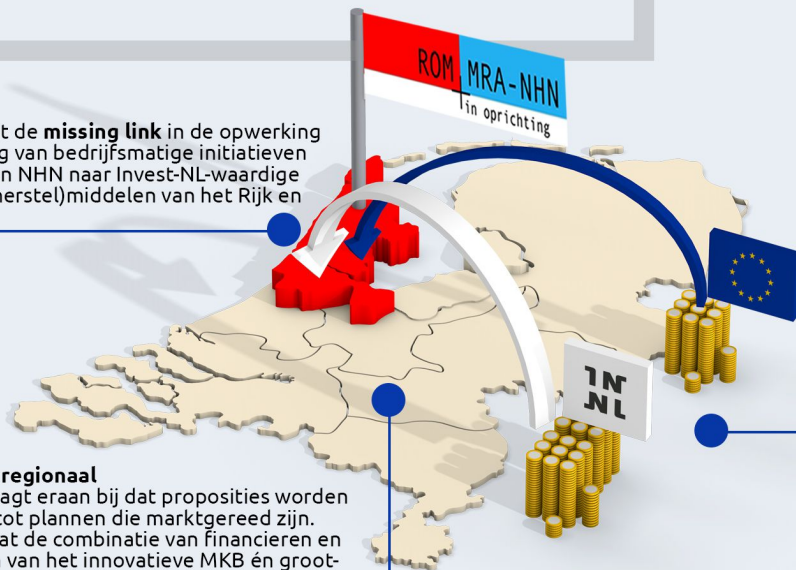 ROM MRA-NHN
in oprichting
t de missing link in de opwerking
g van bedrijfsmatige initiatieven
n NHN naar Invest-NL-waardige
herstel)middelen van het Rijk en
IN
NL
regionaal
agt eraan bij dat proposities worden
tot plannen die marktgereed zijn.
at de combinatie van financieren en
n van het innovatieve MKB én groot-